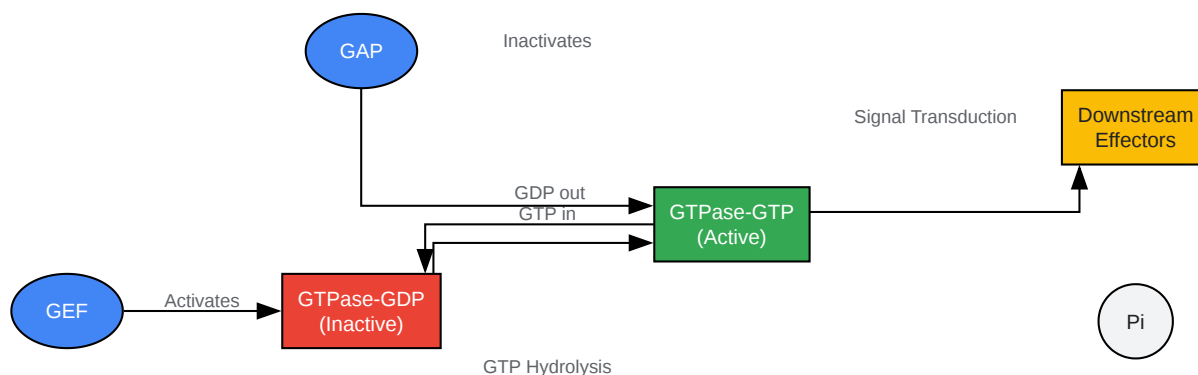 GAP
Inactivates
Signal Transduction
Downstream
Effectors
GDP out
GTP in
GTPase-GTP
(Active)
GEF
Activates
GTPase-GDP
(Inactive)
Pi
GTP Hydrolysis